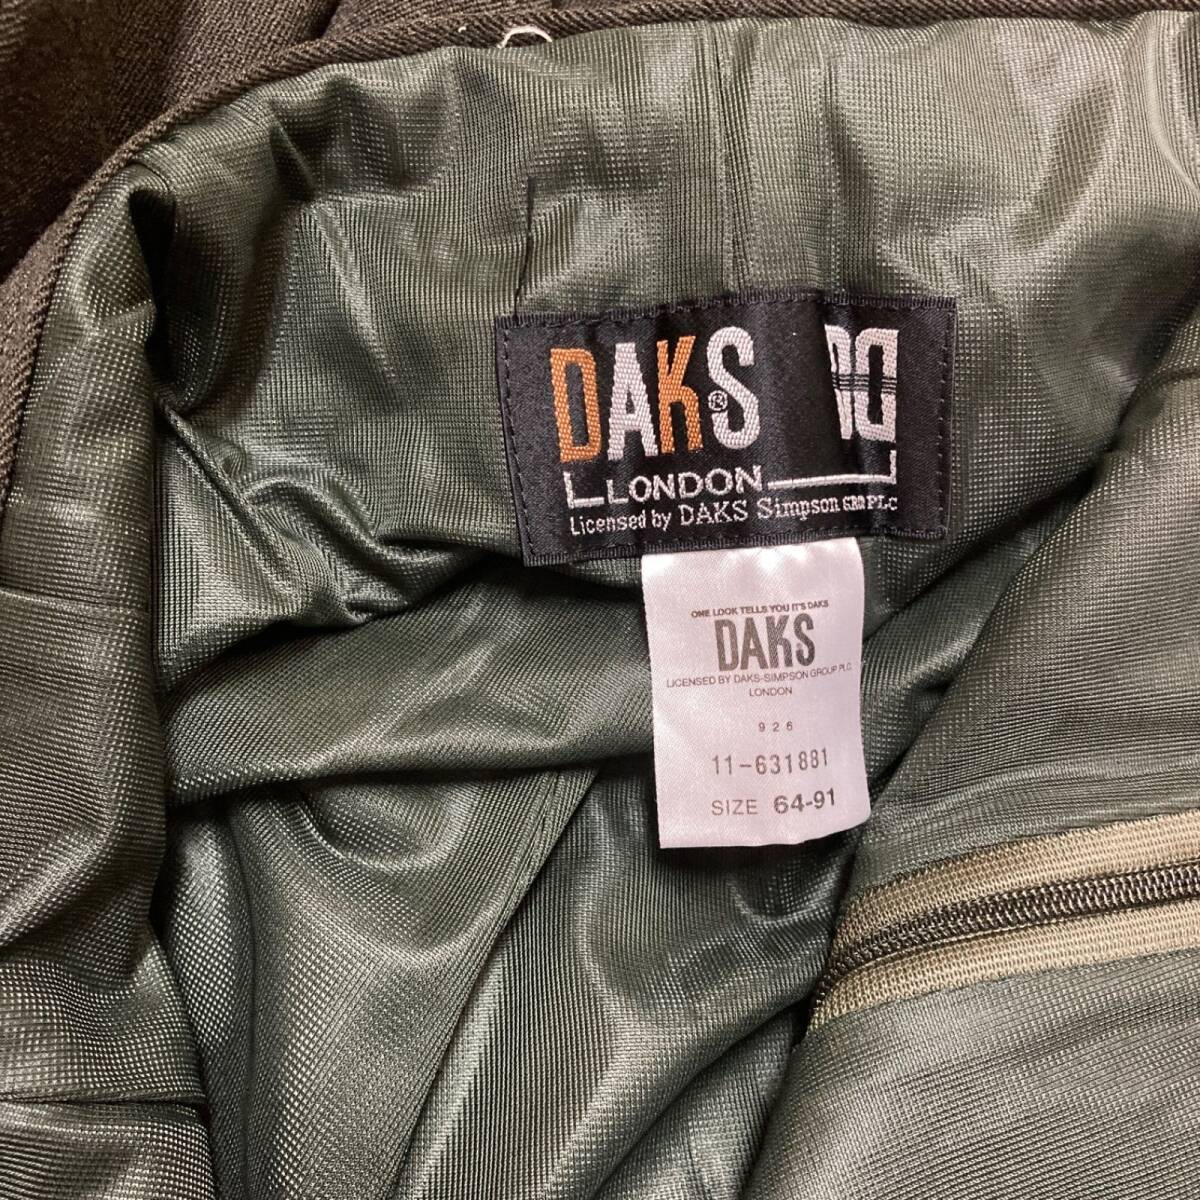 DAKS® DD
LONDON
Licensed by DAKS Simpson GRO PLC
ONE LOOK TELLS YOU IT'S DAKS
DAKS
LICENSED BY DAKS-SIMPSON GROUP PLC.
LONDON
926
11-631881
SIZE 64-91